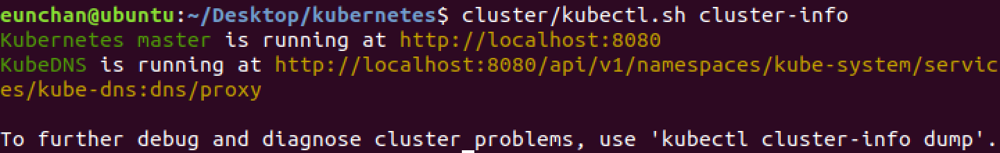 eunchan@ubuntu:~/Desktop/kubernetes$ cluster/kubectl.sh cluster-info
Kubernetes master is running at http://localhost:8080
KubeDNS is running at http://localhost:8080/api/v1/namespaces/kube-system/servic
es/kube-dns:dns/proxy
To further debug and diagnose cluster problems, use 'kubectl cluster-info dump'.